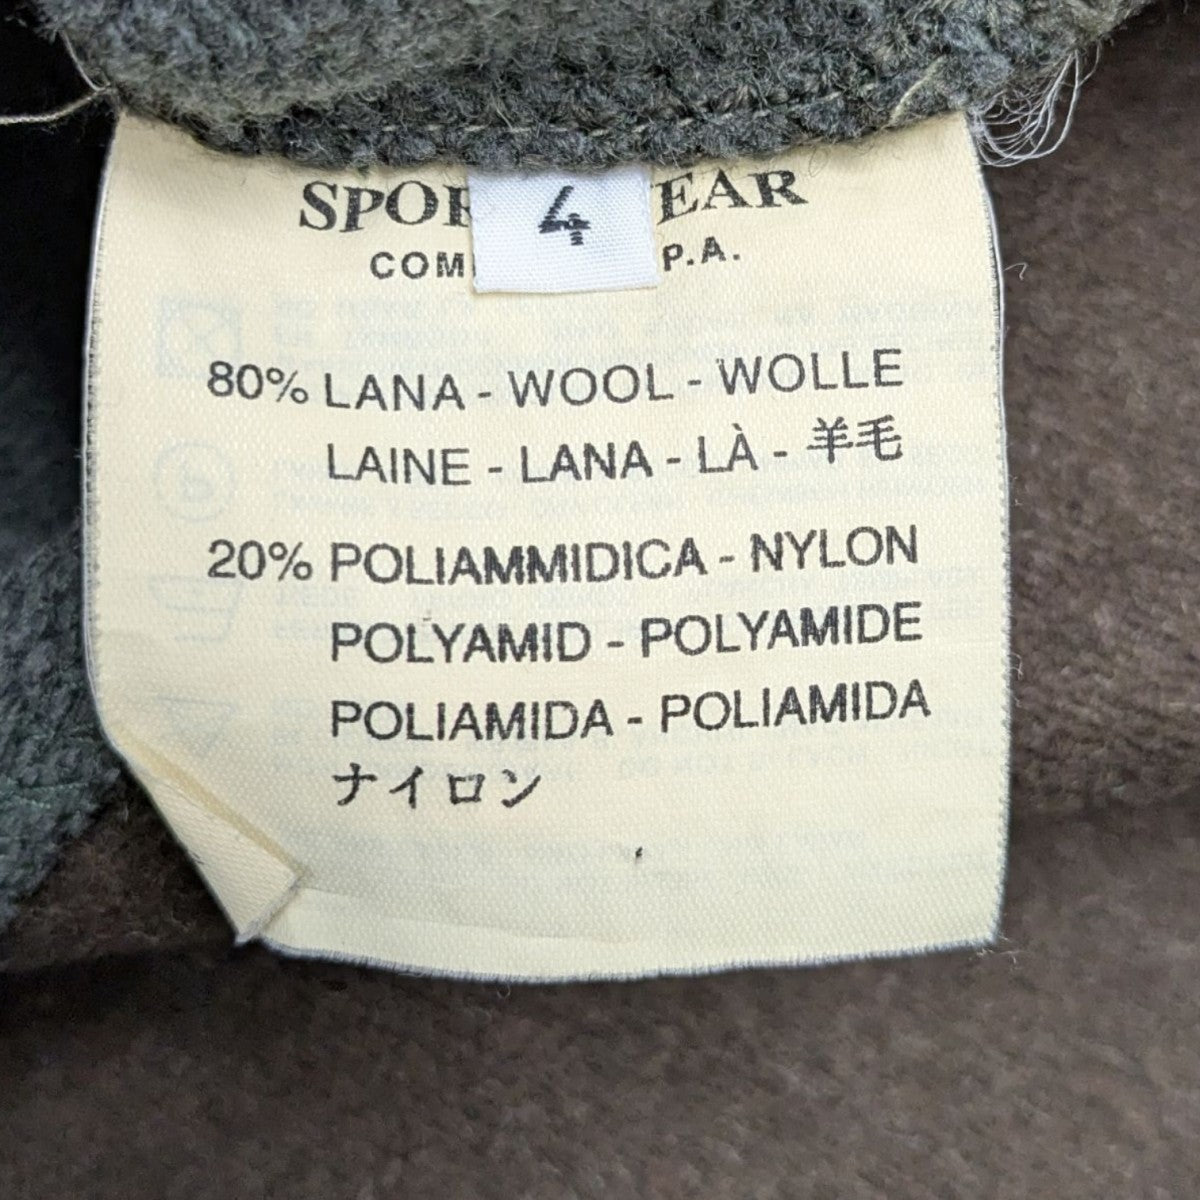 SPOR EAR
4
COM P.A.
80% LANA - WOOL - WOLLE
LAINE - LANA - LÀ - 羊毛
20% POLIAMMIDICA - NYLON
POLYAMID - POLYAMIDE
POLIAMIDA - POLIAMIDA
ナイロン